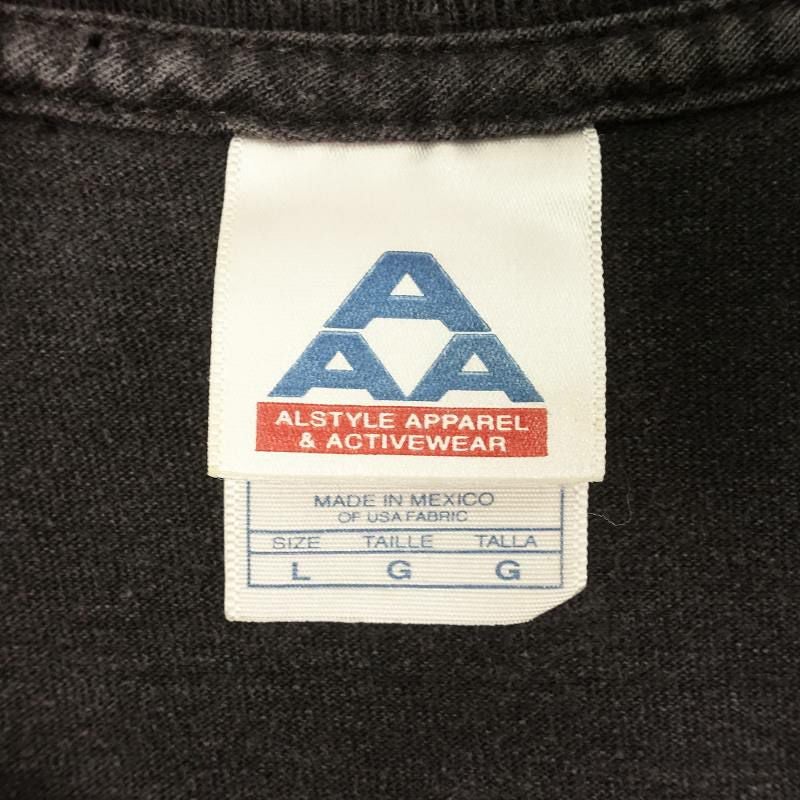 A
A A
ALSTYLE APPAREL
& ACTIVEWEAR
MADE IN MEXICO
OF USA FABRIC
SIZE TAILLE TALLA
L G G